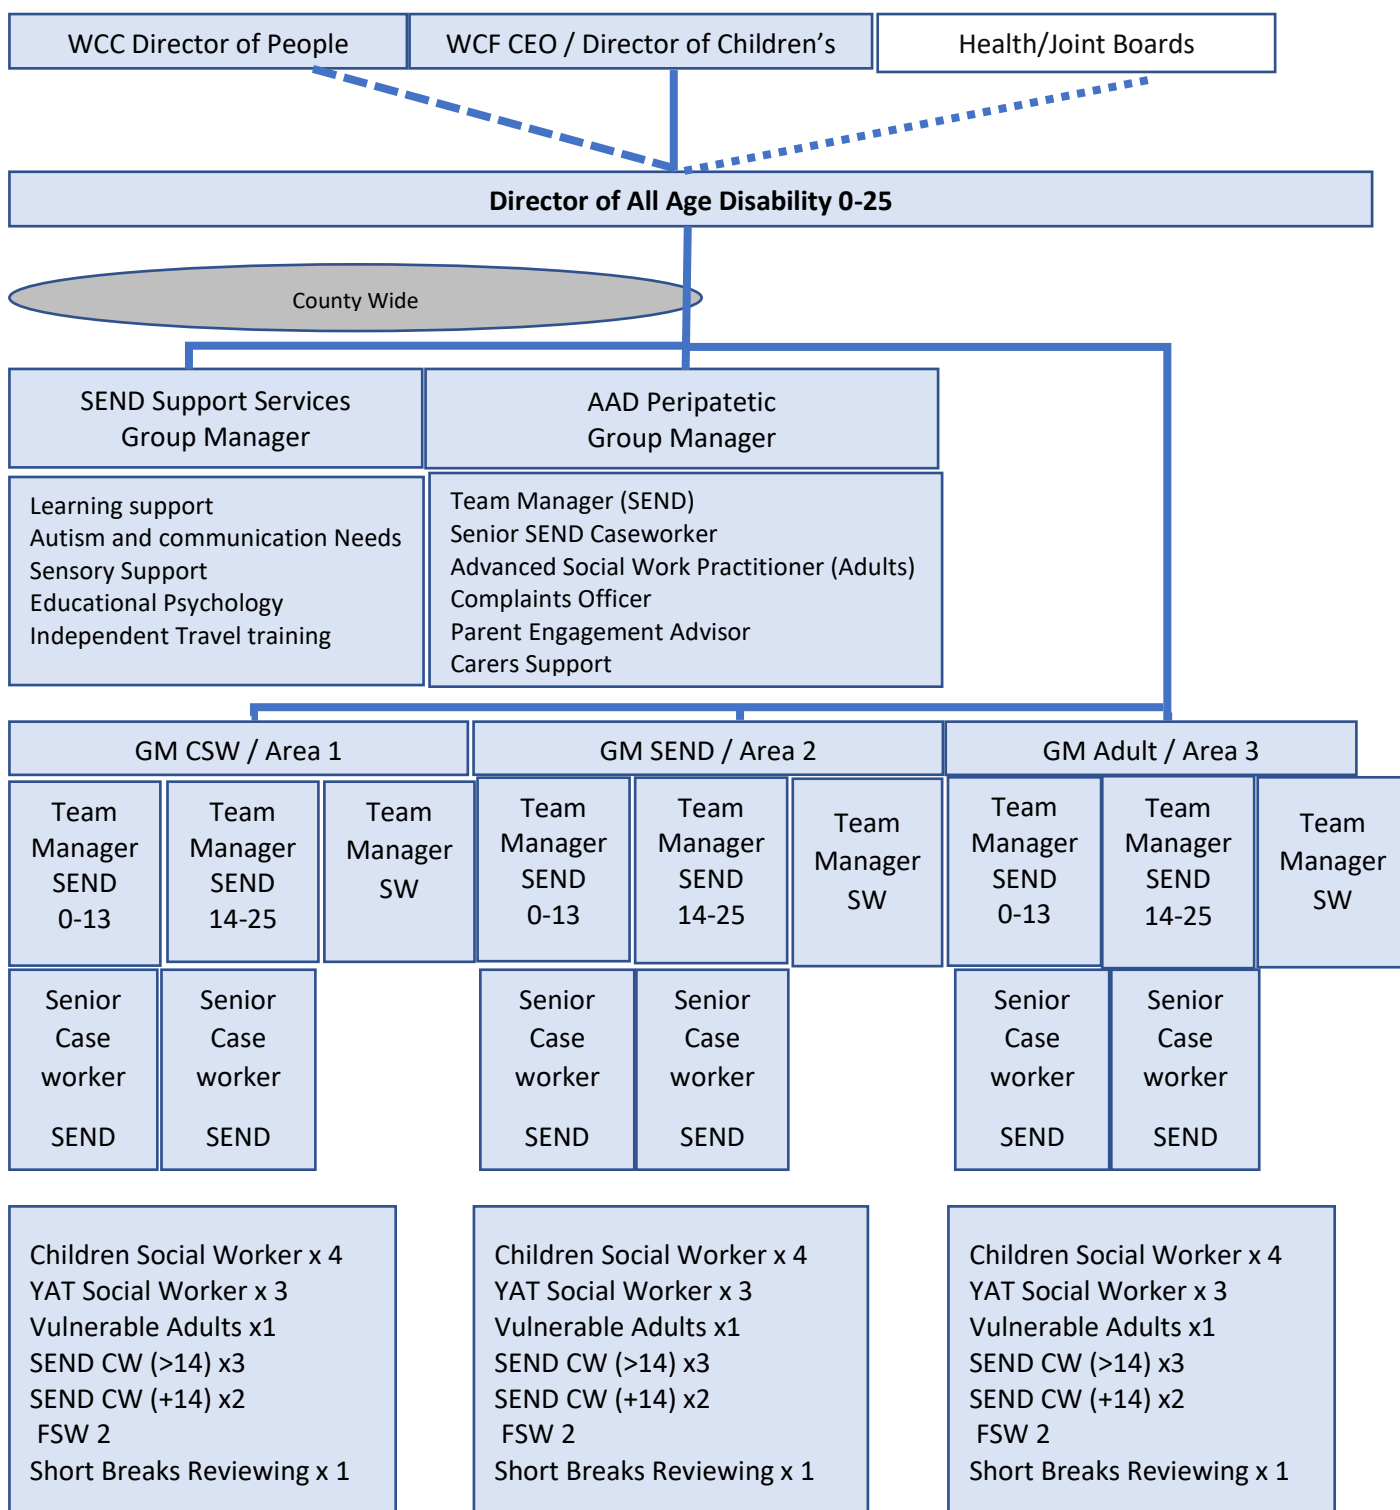 WCC Director of People
WCF CEO / Director of Children's
Health/Joint Boards
Director of All Age Disability 0-25
County Wide
SEND Support Services
Group Manager
AAD Peripatetic
Group Manager
Learning support
Autism and communication Needs
Sensory Support
Educational Psychology
Independent Travel training
Team Manager (SEND)
Senior SEND Caseworker
Advanced Social Work Practitioner (Adults)
Complaints Officer
Parent Engagement Advisor
Carers Support
GM CSW / Area 1
GM SEND / Area 2
GM Adult / Area 3
Team
Manager
SEND
0-13
Team
Manager
SEND
14-25
Team
Manager
SW
Team
Manager
SEND
0-13
Team
Manager
SEND
14-25
Team
Manager
SW
Team
Manager
SEND
0-13
Team
Manager
SEND
14-25
Team
Manager
SW
Senior
Case
worker
SEND
Senior
Case
worker
SEND
Senior
Case
worker
SEND
Senior
Case
worker
SEND
Senior
Case
worker
SEND
Senior
Case
worker
SEND
Children Social Worker x 4
YAT Social Worker x 3
Vulnerable Adults x1
SEND CW (>14) x3
SEND CW (+14) x2
FSW 2
Short Breaks Reviewing x 1
Children Social Worker x 4
YAT Social Worker x 3
Vulnerable Adults x1
SEND CW (>14) x3
SEND CW (+14) x2
FSW 2
Short Breaks Reviewing x 1
Children Social Worker x 4
YAT Social Worker x 3
Vulnerable Adults x1
SEND CW (>14) x3
SEND CW (+14) x2
FSW 2
Short Breaks Reviewing x 1